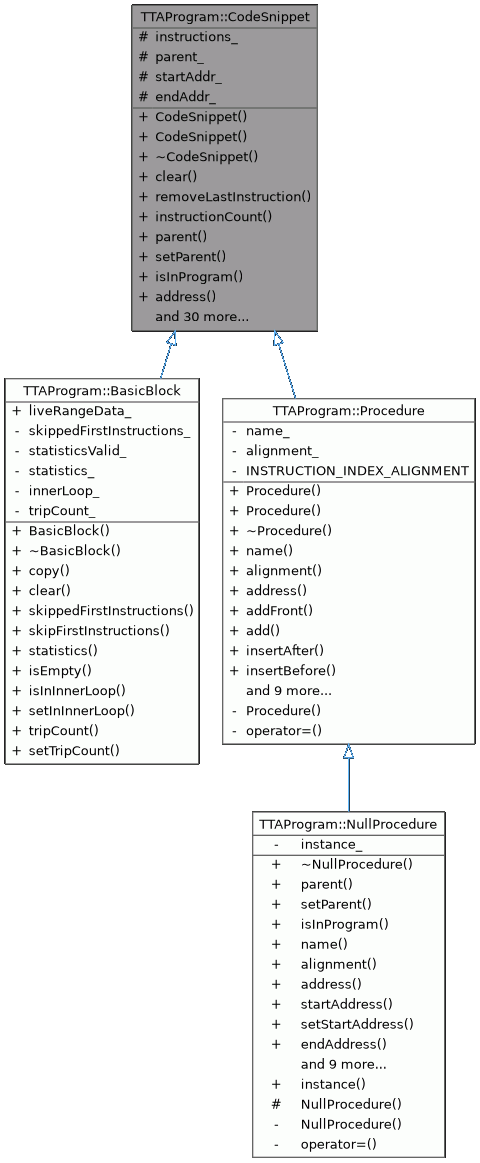 TTAProgram::CodeSnippet
# instructions_
# parent_
# startAddr_
# endAddr_
+ CodeSnippet()
+ CodeSnippet()
+ ~CodeSnippet()
+ clear()
+ removeLastInstruction()
+ instructionCount()
+ parent()
+ setParent()
+ isInProgram()
+ address()
and 30 more...
TTAProgram::BasicBlock
+ liveRangeData_
- skippedFirstInstructions_
- statisticsValid_
- statistics_
- innerLoop_
- tripCount_
+ BasicBlock()
+ ~BasicBlock()
+ copy()
+ clear()
+ skippedFirstInstructions()
+ skipFirstInstructions()
+ statistics()
+ isEmpty()
+ isInInnerLoop()
+ setInInnerLoop()
+ tripCount()
+ setTripCount()
TTAProgram::Procedure
- name_
- alignment_
- INSTRUCTION_INDEX_ALIGNMENT
+ Procedure()
+ Procedure()
+ ~Procedure()
+ name()
+ alignment()
+ address()
+ addFront()
+ add()
+ insertAfter()
+ insertBefore()
and 9 more...
- Procedure()
- operator=()
TTAProgram::NullProcedure
- instance_
+ ~NullProcedure()
+ parent()
+ setParent()
+ isInProgram()
+ name()
+ alignment()
+ address()
+ startAddress()
+ setStartAddress()
+ endAddress()
and 9 more...
+ instance()
# NullProcedure()
- NullProcedure()
- operator=()